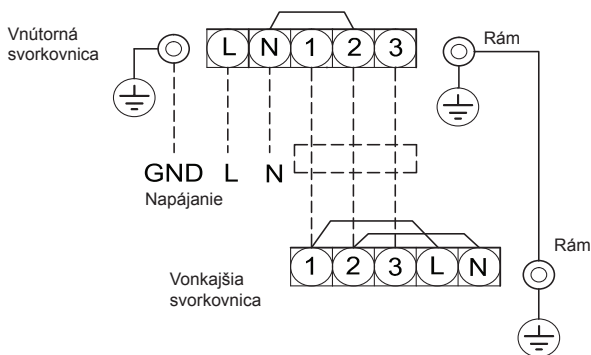 Vnútorná
svorkovnica
L N 1 2 3
Rám
GND L N
Napájanie
1 2 3 L N
Rám
Vonkajšia
svorkovnica